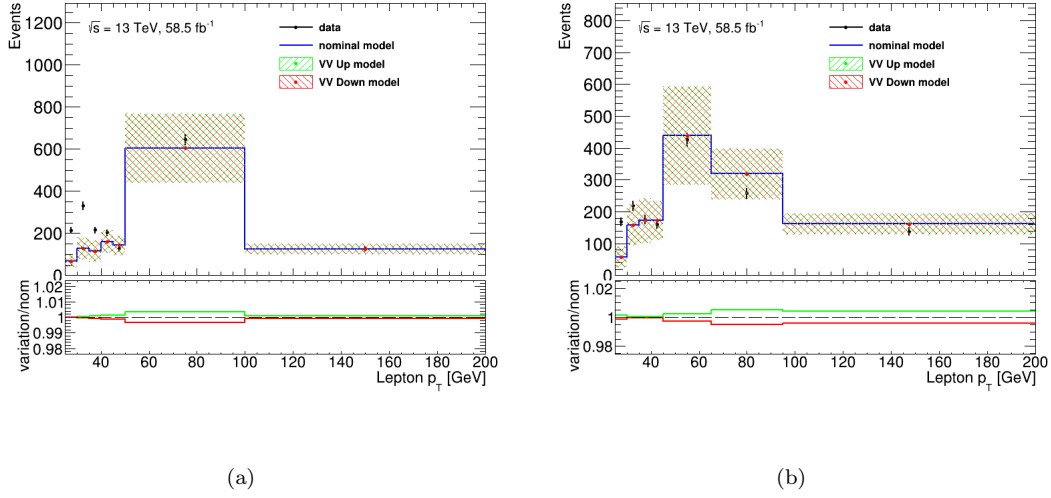 Events
1200
1000
800
600
400
200
0
√s = 13 TeV, 58.5 fb⁻¹
data
nominal model
VV Up model
VV Down model
variation/nom
1.02
1.01
1
0.99
0.98
40 60 80 100 120 140 160 180 200
Lepton p_T [GeV]
(a)
Events
800
700
600
500
400
300
200
100
0
√s = 13 TeV, 58.5 fb⁻¹
data
nominal model
VV Up model
VV Down model
variation/nom
1.02
1
0.98
40 60 80 100 120 140 160 180 200
Lepton p_T [GeV]
(b)